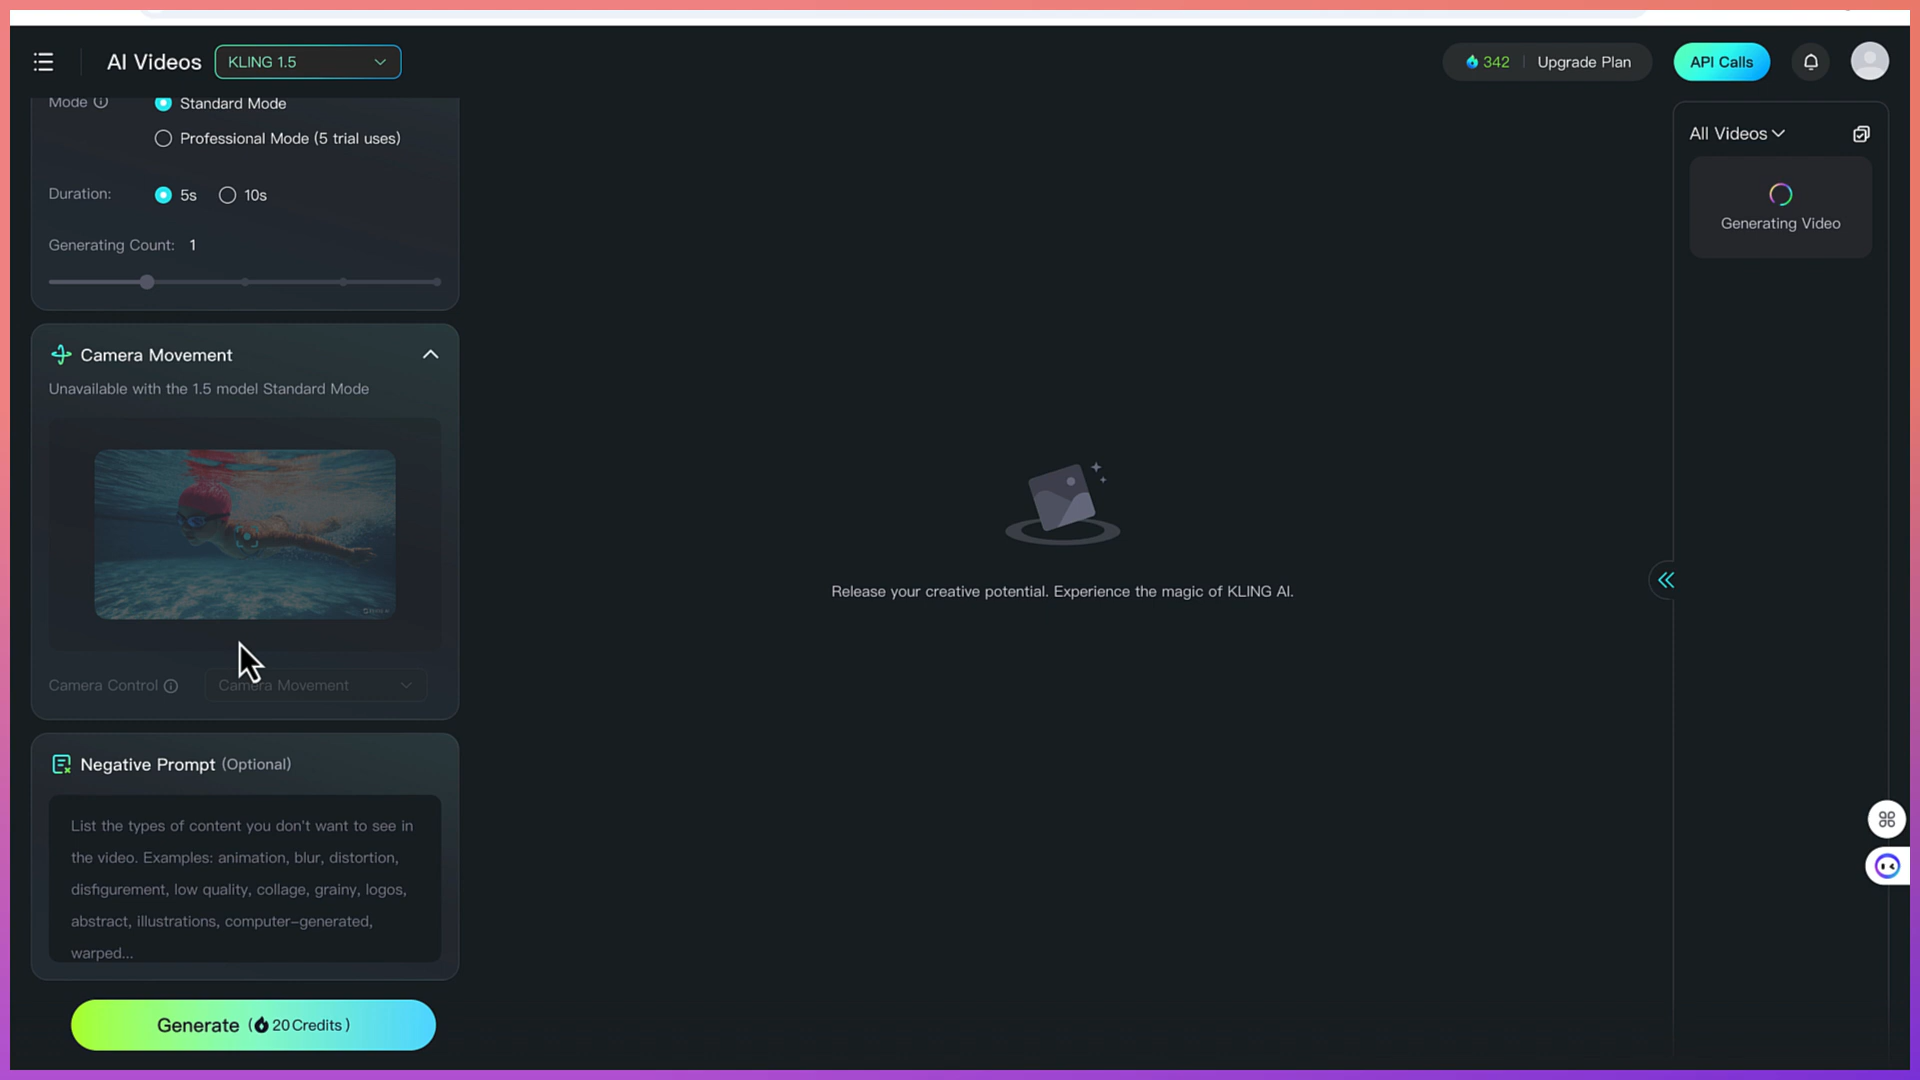 AI Videos
KLING 1.5
342
Upgrade Plan
API Calls
Mode
Standard Mode
Professional Mode (5 trial uses)
Duration:
5s
10s
Generating Count: 1
Camera Movement
Unavailable with the 1.5 model Standard Mode
Camera Control
Camera Movement
Negative Prompt (Optional)
List the types of content you don't want to see in
the video. Examples: animation, blur, distortion,
disfigurement, low quality, collage, grainy, logos,
abstract, illustrations, computer-generated,
warped...
Generate ( 20 Credits )
Release your creative potential. Experience the magic of KLING AI.
All Videos
Generating Video